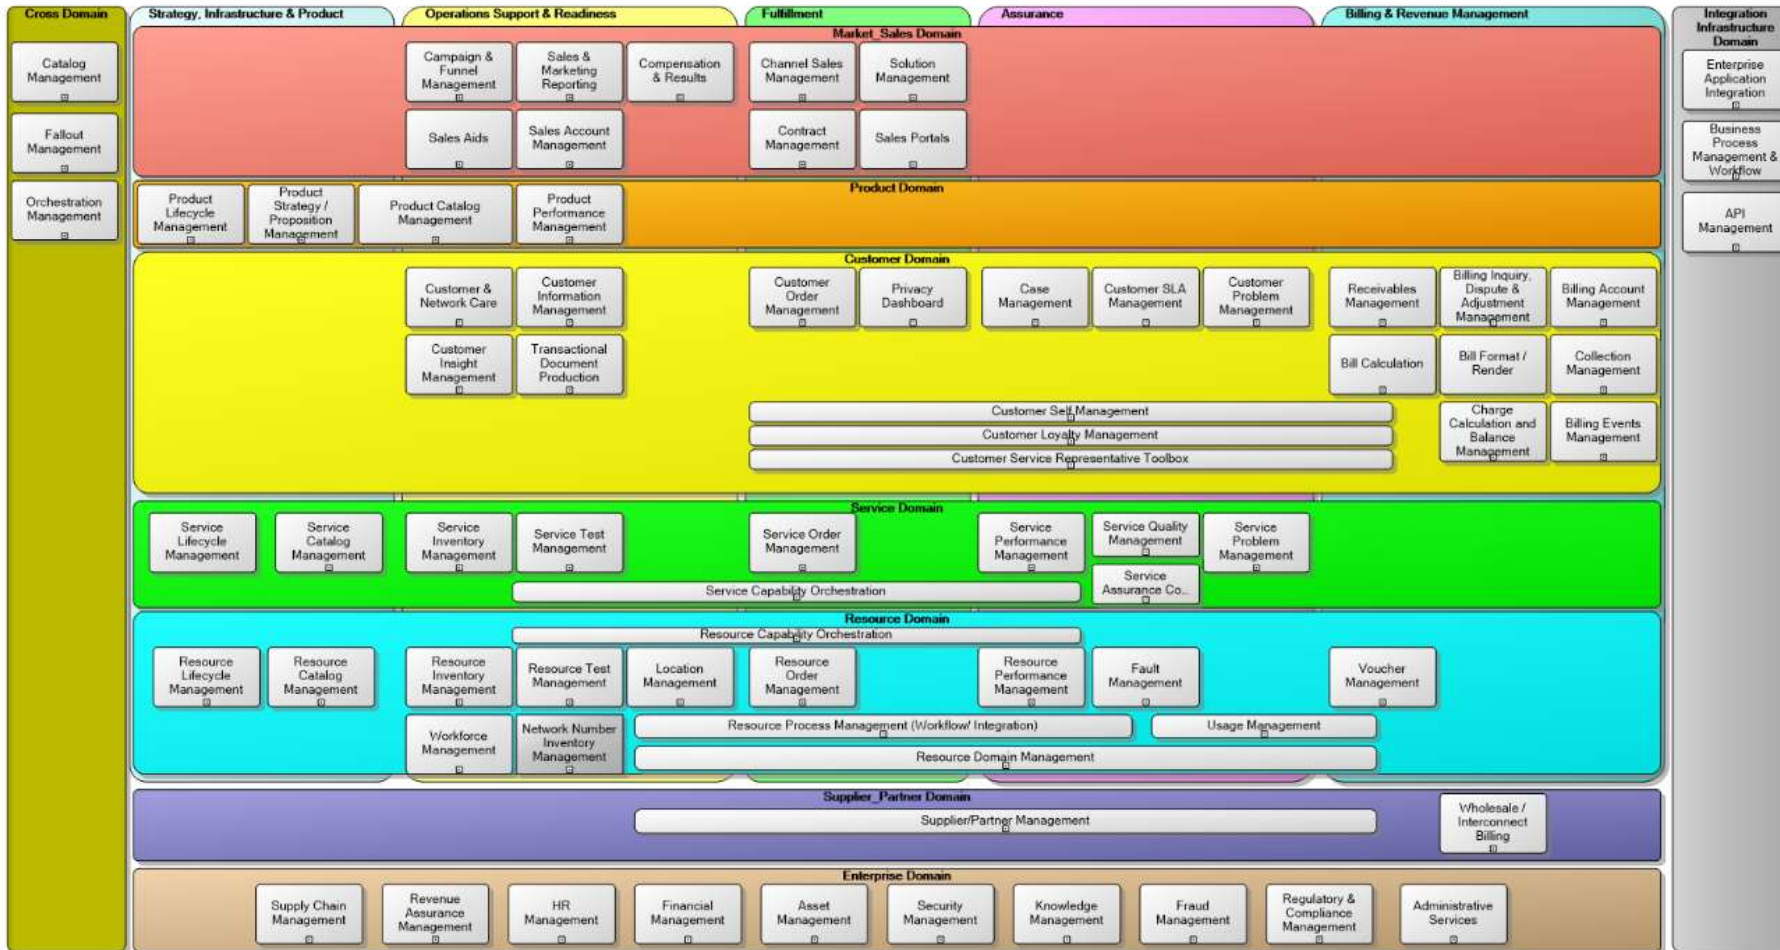 Cross Domain
Catalog
Management
Fallout
Management
Orchestration
Management
Strategy, Infrastructure & Product
Operations Support & Readiness
Fulfillment
Assurance
Billing & Revenue Management
Market_Sales Domain
Campaign &
Funnel
Management
Sales &
Marketing
Reporting
Compensation
& Results
Channel Sales
Management
Solution
Management
Sales Aids
Sales Account
Management
Contract
Management
Sales Portals
Product Domain
Product
Lifecycle
Management
Product
Strategy /
Proposition
Management
Product Catalog
Management
Product
Performance
Management
Customer Domain
Customer &
Network Care
Customer
Information
Management
Customer
Order
Management
Privacy
Dashboard
Case
Management
Customer SLA
Management
Customer
Problem
Management
Receivables
Management
Billing Inquiry,
Dispute &
Adjustment
Management
Billing Account
Management
Customer
Insight
Management
Transactional
Document
Production
Bill Calculation
Bill Format /
Render
Collection
Management
Customer Self Management
Customer Loyalty Management
Customer Service Representative Toolbox
Charge
Calculation and
Balance
Management
Billing Events
Management
Service Domain
Service
Lifecycle
Management
Service
Catalog
Management
Service
Inventory
Management
Service Test
Management
Service Order
Management
Service
Performance
Management
Service Quality
Management
Service
Problem
Management
Service Capability Orchestration
Service
Assurance Co...
Resource Domain
Resource Capability Orchestration
Resource
Lifecycle
Management
Resource
Catalog
Management
Resource
Inventory
Management
Resource Test
Management
Location
Management
Resource
Order
Management
Resource
Performance
Management
Fault
Management
Voucher
Management
Workforce
Management
Network Number
Inventory
Management
Resource Process Management (Workflow/ Integration)
Usage Management
Resource Domain Management
Supplier_Partner Domain
Supplier/Partner Management
Wholesale /
Interconnect
Billing
Enterprise Domain
Supply Chain
Management
Revenue
Assurance
Management
HR
Management
Financial
Management
Asset
Management
Security
Management
Knowledge
Management
Fraud
Management
Regulatory &
Compliance
Management
Administrative
Services
Integration
Infrastructure
Domain
Enterprise
Application
Integration
Business
Process
Management &
Workflow
API
Management